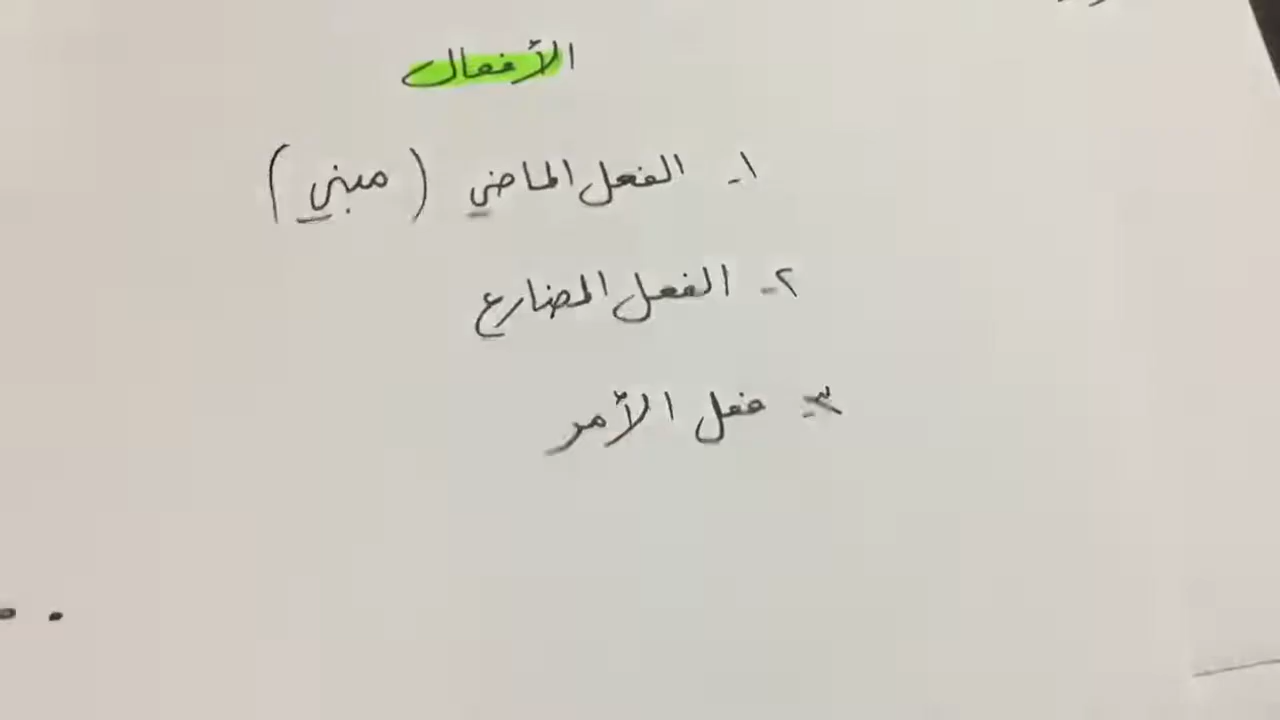 الأفعال
١- الفعل الماضي (مبني)
٢- الفعل المضارع
٣- فعل الأمر